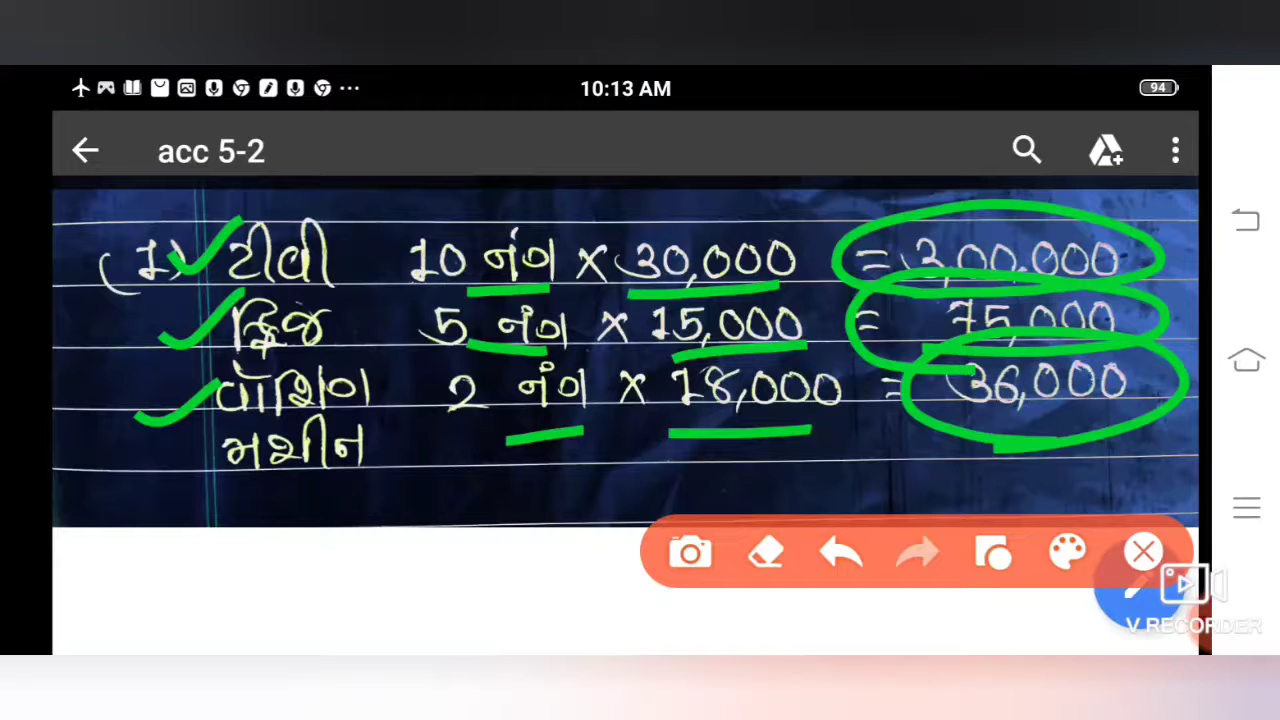 10:13 AM
94
acc 5-2
(1) ટીવી 10 નંગ × 30,000 = 3,00,000
ફ્રિજ 5 નંગ × 15,000 = 75,000
વૉશિંગ 2 નંગ × 18,000 = 36,000
મશીન
V RECORDER